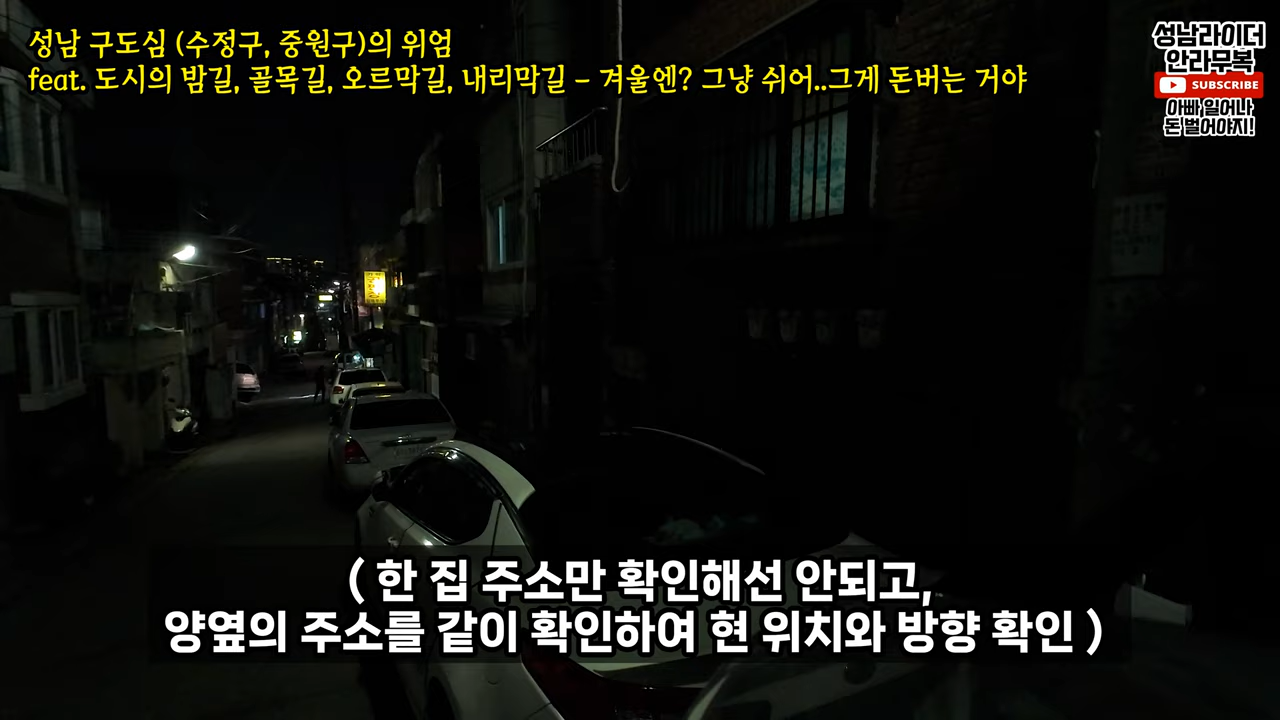 성남 구도심 (수정구, 중원구)의 위엄
feat. 도시의 밤길, 골목길, 오르막길, 내리막길 – 겨울엔? 그냥 쉬어..그게 돈버는 거야
성남라이더
안라무복
SUBSCRIBE
아빠,일어나
돈 벌어야지!
( 한 집 주소만 확인해선 안되고,
양옆의 주소를 같이 확인하여 현 위치와 방향 확인 )